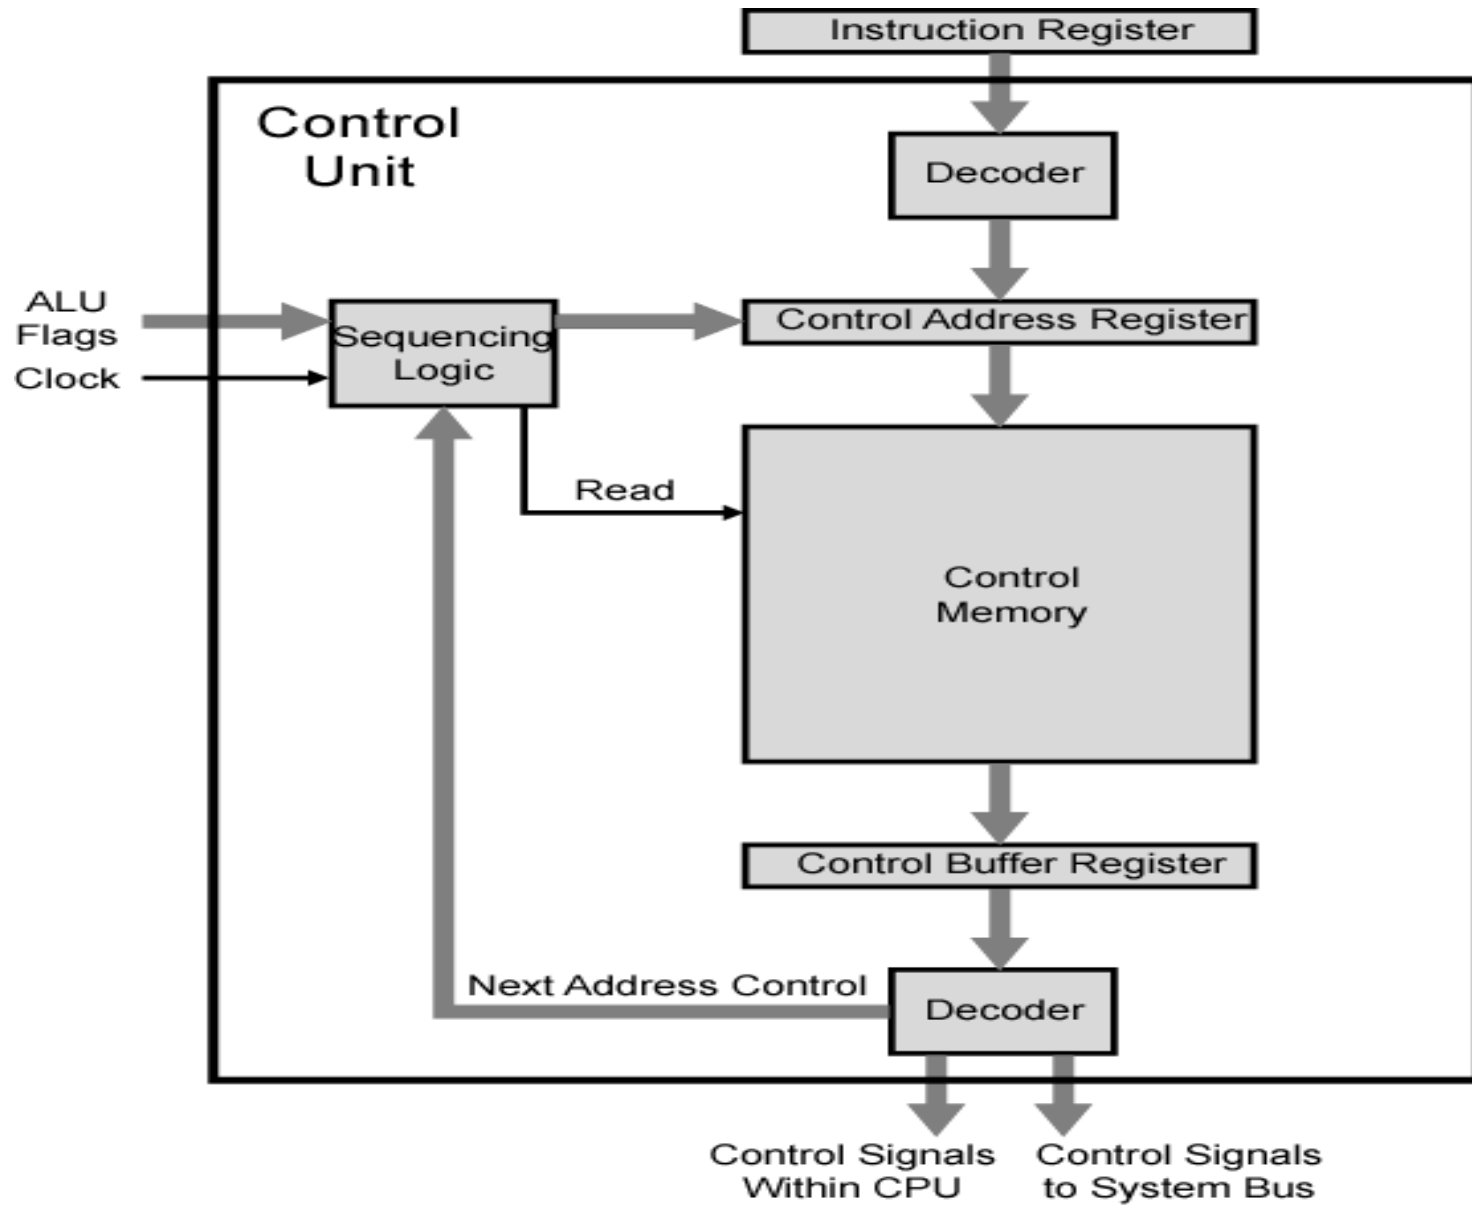 Instruction Register
Control
Unit
Decoder
ALU
Flags
Clock
Sequencing
Logic
Control Address Register
Read
Control
Memory
Control Buffer Register
Next Address Control
Decoder
Control Signals
Within CPU
Control Signals
to System Bus